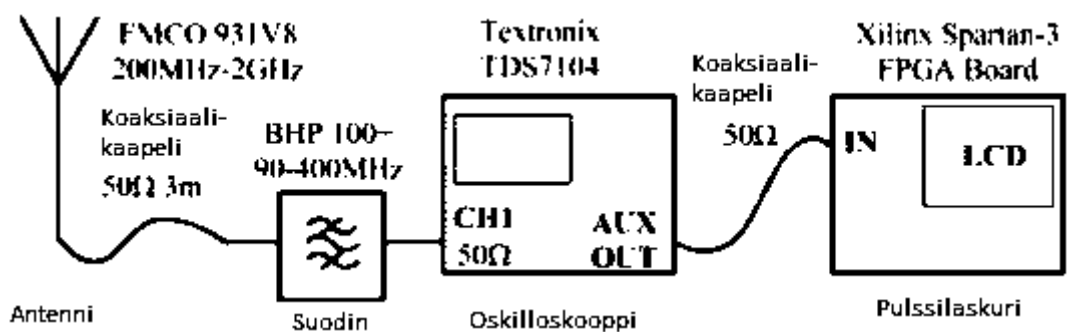 EMCO 931V8
200MHz-2GHz
Koaksiaali-
kaapeli
50Ω 3m
BHP 100+
90-400MHz
Textronix
TDS7104
CH1
50Ω
AUX
OUT
Koaksiaali-
kaapeli
50Ω
Xilinx Spartan-3
FPGA Board
IN
LCD
Antenni
Suodin
Oskilloskooppi
Pulssilaskuri